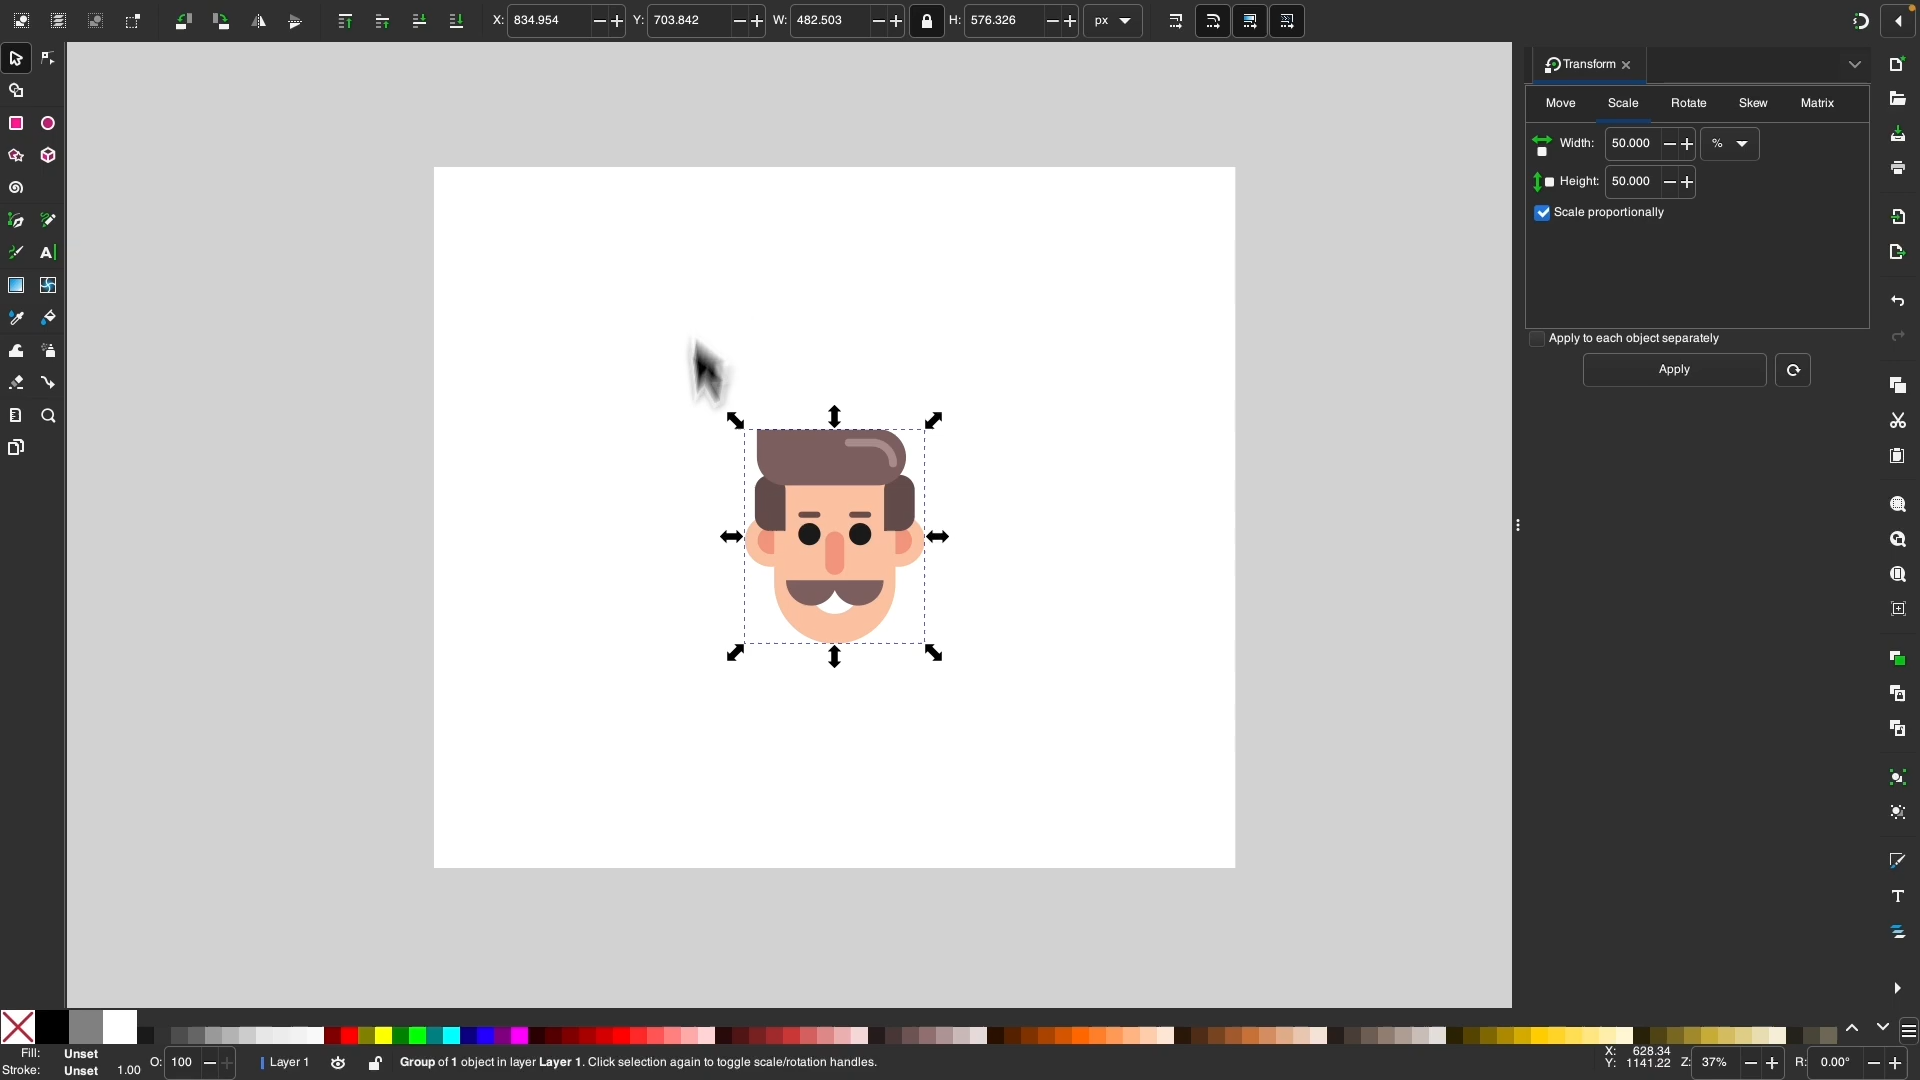 X: 834.954 Y: 703.842 W: 482.503 H: 576.326 px
Transform
Move Scale Rotate Skew Matrix
Width: 50.000 %
Height: 50.000
Scale proportionally
Apply to each object separately
Apply
Fill: Unset
Stroke: Unset 1.00
O: 100
Layer 1
Group of 1 object in layer Layer 1. Click selection again to toggle scale/rotation handles.
X: 628.34
Y: 1141.22
Z: 37%
R: 0.00°